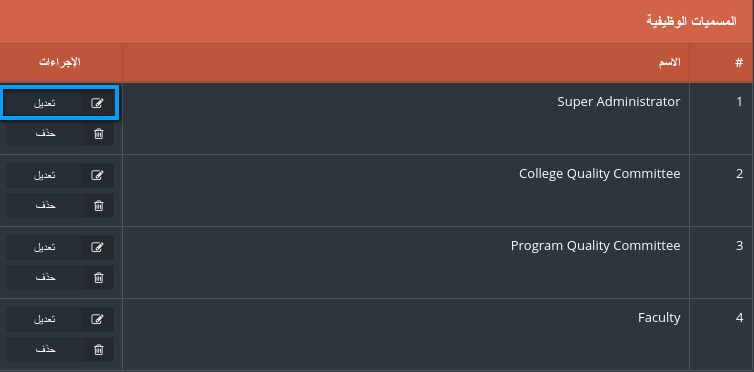 المسميات الوظيفية
# الاسم الإجراءات
1 Super Administrator تعديل
حذف
2 College Quality Committee تعديل
حذف
3 Program Quality Committee تعديل
حذف
4 Faculty تعديل
حذف